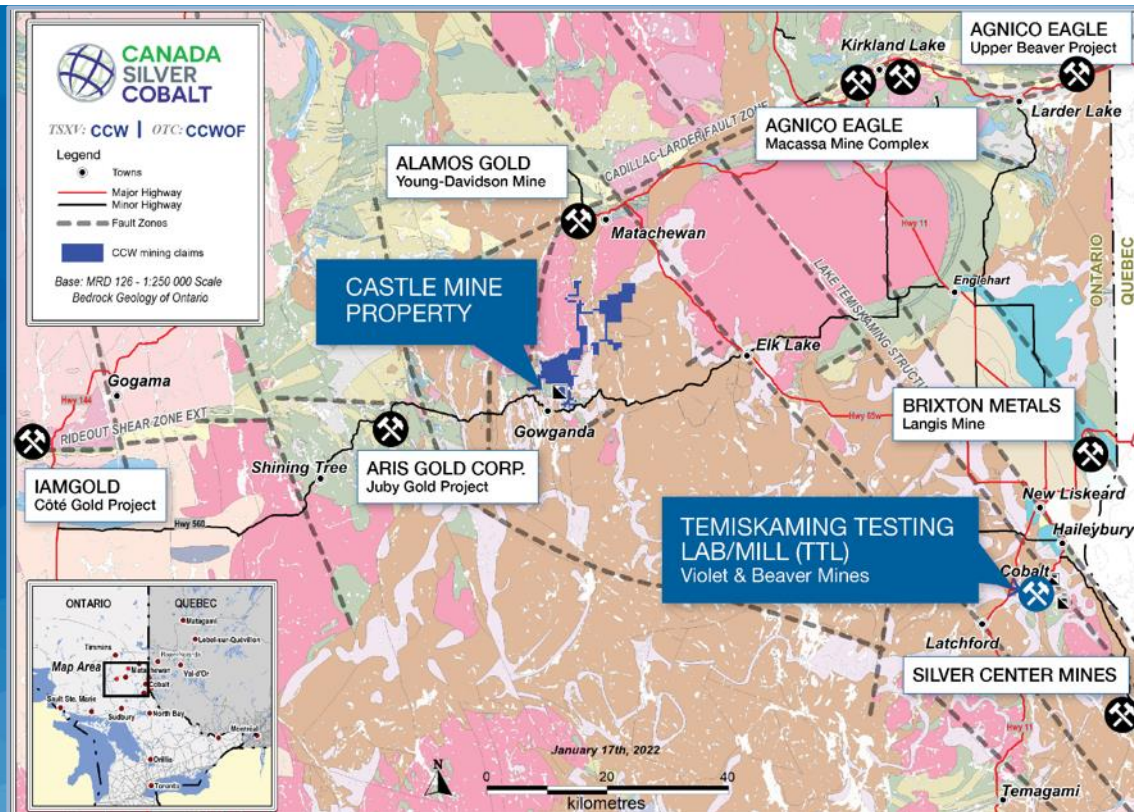 CANADA
SILVER
COBALT
TSXV: CCW | OTC: CCWOF
Legend
Towns
Major Highway
Minor Highway
Fault Zones
CCW mining claims
Base: MRD 126 - 1:250 000 Scale
Bedrock Geology of Ontario
AGNICO EAGLE
Upper Beaver Project
Kirkland Lake
Larder Lake
AGNICO EAGLE
Macassa Mine Complex
CADILLAC-LARDER FAULT ZONE
ALAMOS GOLD
Young-Davidson Mine
Matachewan
Hwy 11
ONTARIO
QUEBEC
CASTLE MINE
PROPERTY
LAKE TEMISKAMING STRUCTU
Englehart
Elk Lake
Gogama
Hwy 144
RIDEOUT SHEAR ZONE EXT
Gowganda
BRIXTON METALS
Langis Mine
IAMGOLD
Côté Gold Project
Shining Tree
ARIS GOLD CORP.
Juby Gold Project
Hwy 560
New Liskeard
Haileybury
TEMISKAMING TESTING
LAB/MILL (TTL)
Violet & Beaver Mines
Cobalt
Latchford
SILVER CENTER MINES
Hwy 11
Temagami
January 17th, 2022
N
0 20 40
kilometres
ONTARIO
QUEBEC
Matagami
Lebel-sur-Quévillon
Timmins
Map Area
Matachewan
Val-d'Or
Cobalt
Sault Ste. Marie
Sudbury
North Bay
Montreal
Orillia
Toronto